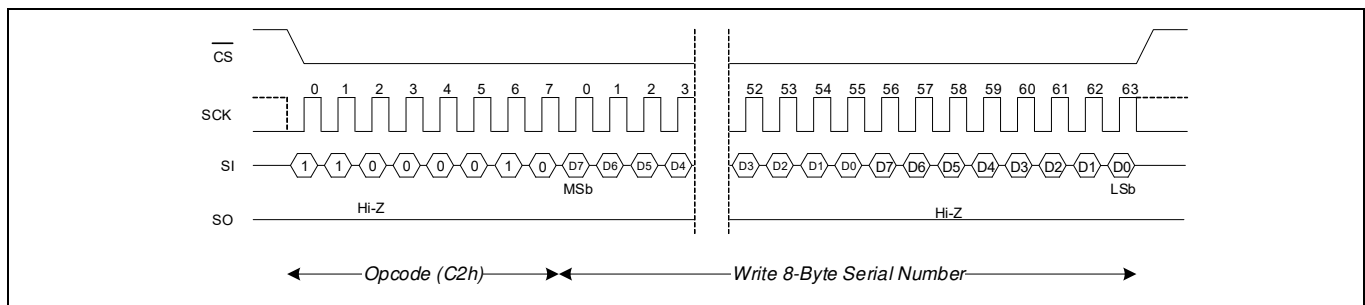 CS
0 1 2 3 4 5 6 7 0 1 2 3 52 53 54 55 56 57 58 59 60 61 62 63
SCK
SI 1 1 0 0 0 0 1 0 D7 D6 D5 D4 D3 D2 D1 D0 D7 D6 D5 D4 D3 D2 D1 D0
MSb LSb
Hi-Z Hi-Z
SO
Opcode (C2h) Write 8-Byte Serial Number